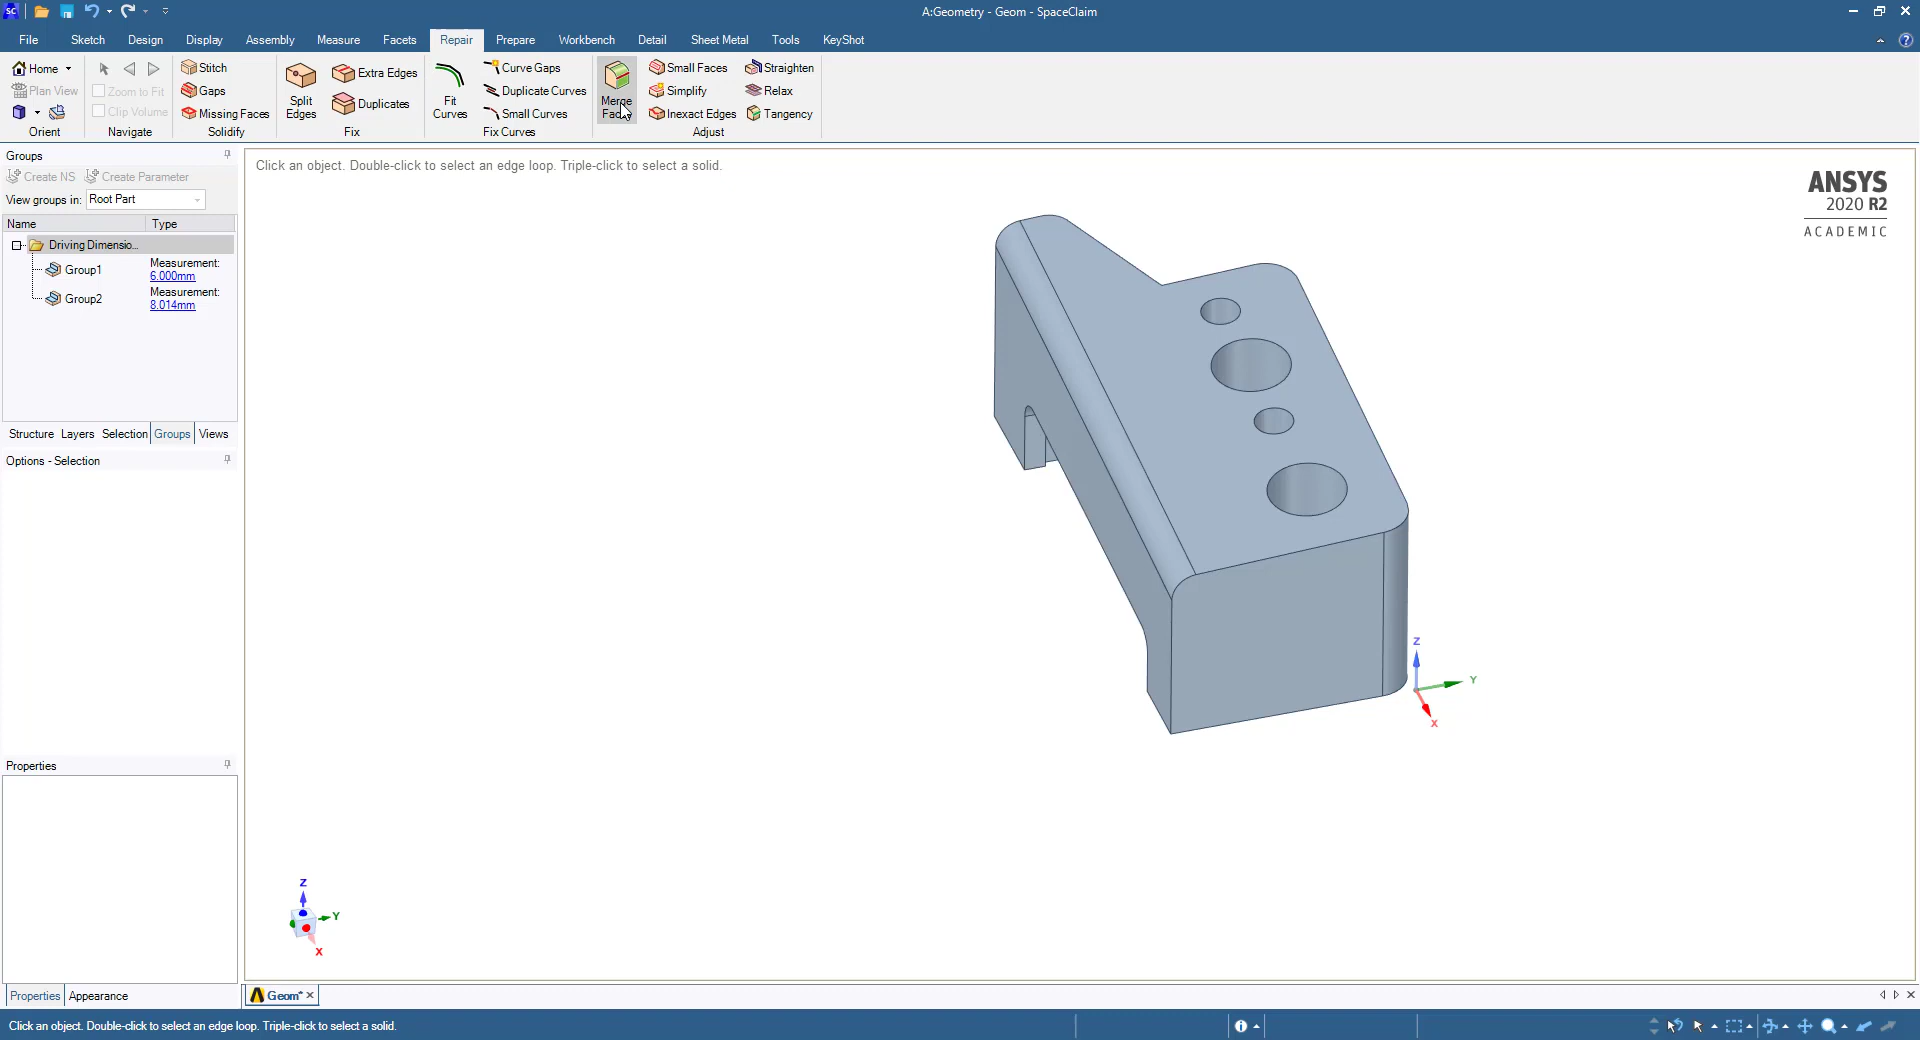 A:Geometry - Geom - SpaceClaim
File Sketch Design Display Assembly Measure Facets Repair Prepare Workbench Detail Sheet Metal Tools KeyShot
Home
Plan View
Orient
Zoom to Fit
Clip Volume
Navigate
Stitch
Gaps
Missing Faces
Solidify
Split
Edges
Extra Edges
Duplicates
Fix
Fit
Curves
Curve Gaps
Duplicate Curves
Small Curves
Fix Curves
Merge
Faces
Small Faces
Simplify
Inexact Edges
Straighten
Relax
Tangency
Adjust
Groups
Create NS Create Parameter
View groups in: Root Part
Name Type
Driving Dimensio...
Group1 Measurement:
6.000mm
Group2 Measurement:
8.014mm
Structure Layers Selection Groups Views
Options - Selection
Properties
Properties Appearance
Click an object. Double-click to select an edge loop. Triple-click to select a solid.
ANSYS
2020 R2
ACADEMIC
Z
Y
X
Z
Y
X
Geom*
Click an object. Double-click to select an edge loop. Triple-click to select a solid.